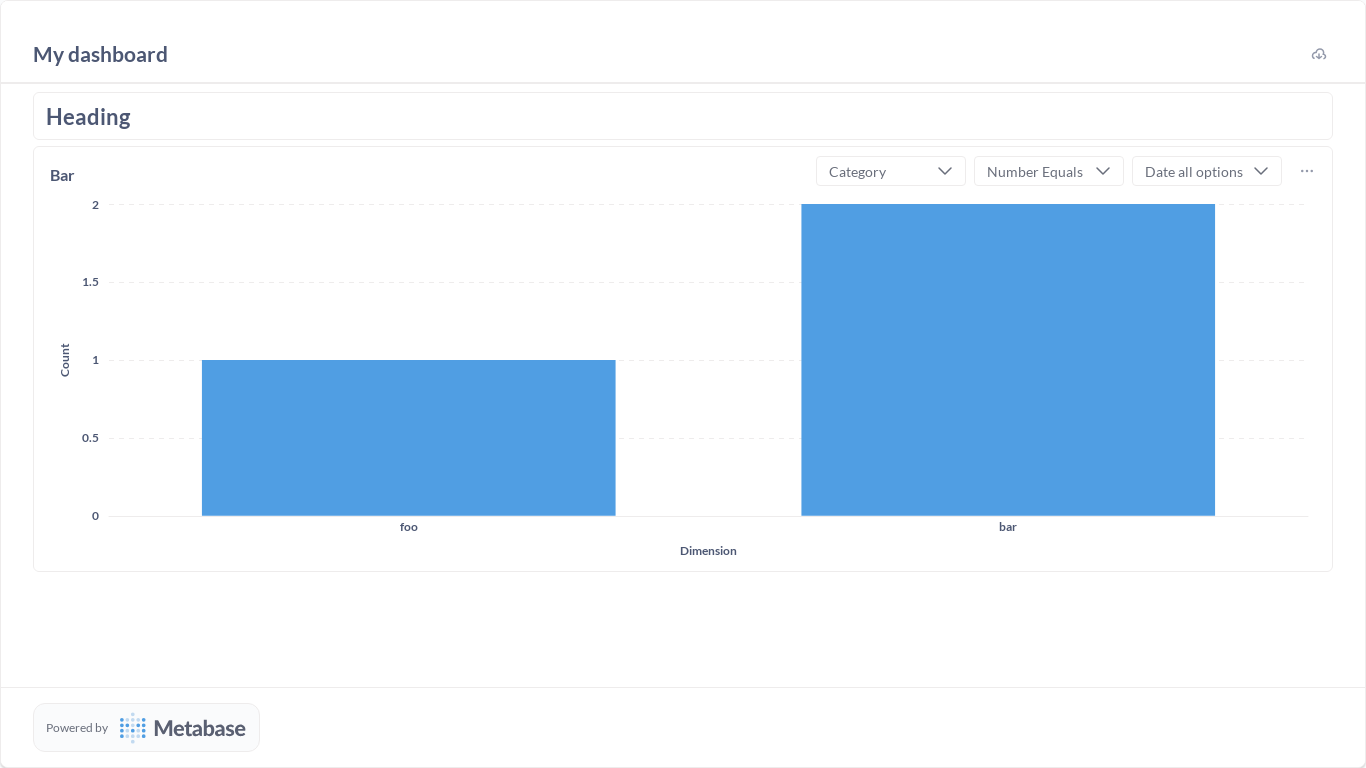 My dashboard
Heading
Bar
Category
Number Equals
Date all options
2
1.5
1
0.5
0
Count
foo
bar
Dimension
Powered by Metabase